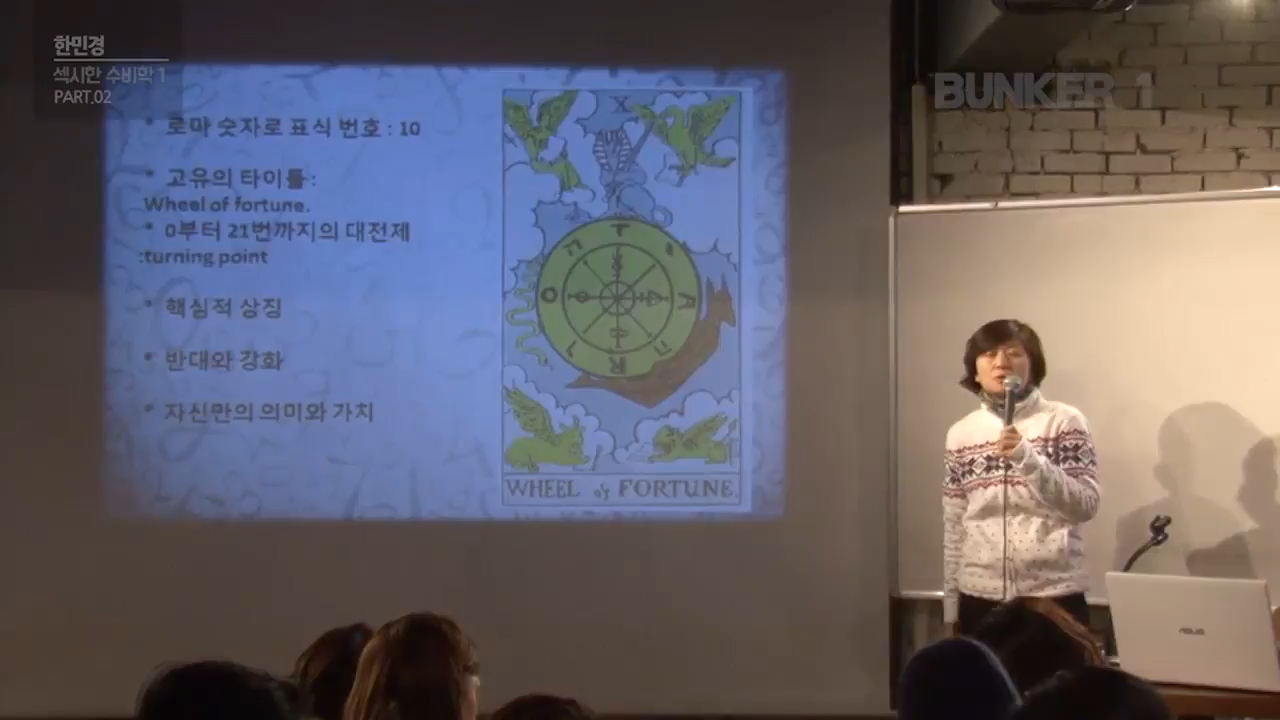 한민경
섹시한 수비학 1
PART.02
BUNKER 1
• 로마 숫자로 표식 번호 : 10
• 고유의 타이틀 :
Wheel of fortune.
• 0부터 21번까지의 대전제
:turning point
• 핵심적 상징
• 반대와 강화
• 자신만의 의미와 가치
X
T
A
R
O
WHEEL of FORTUNE.
ASUS